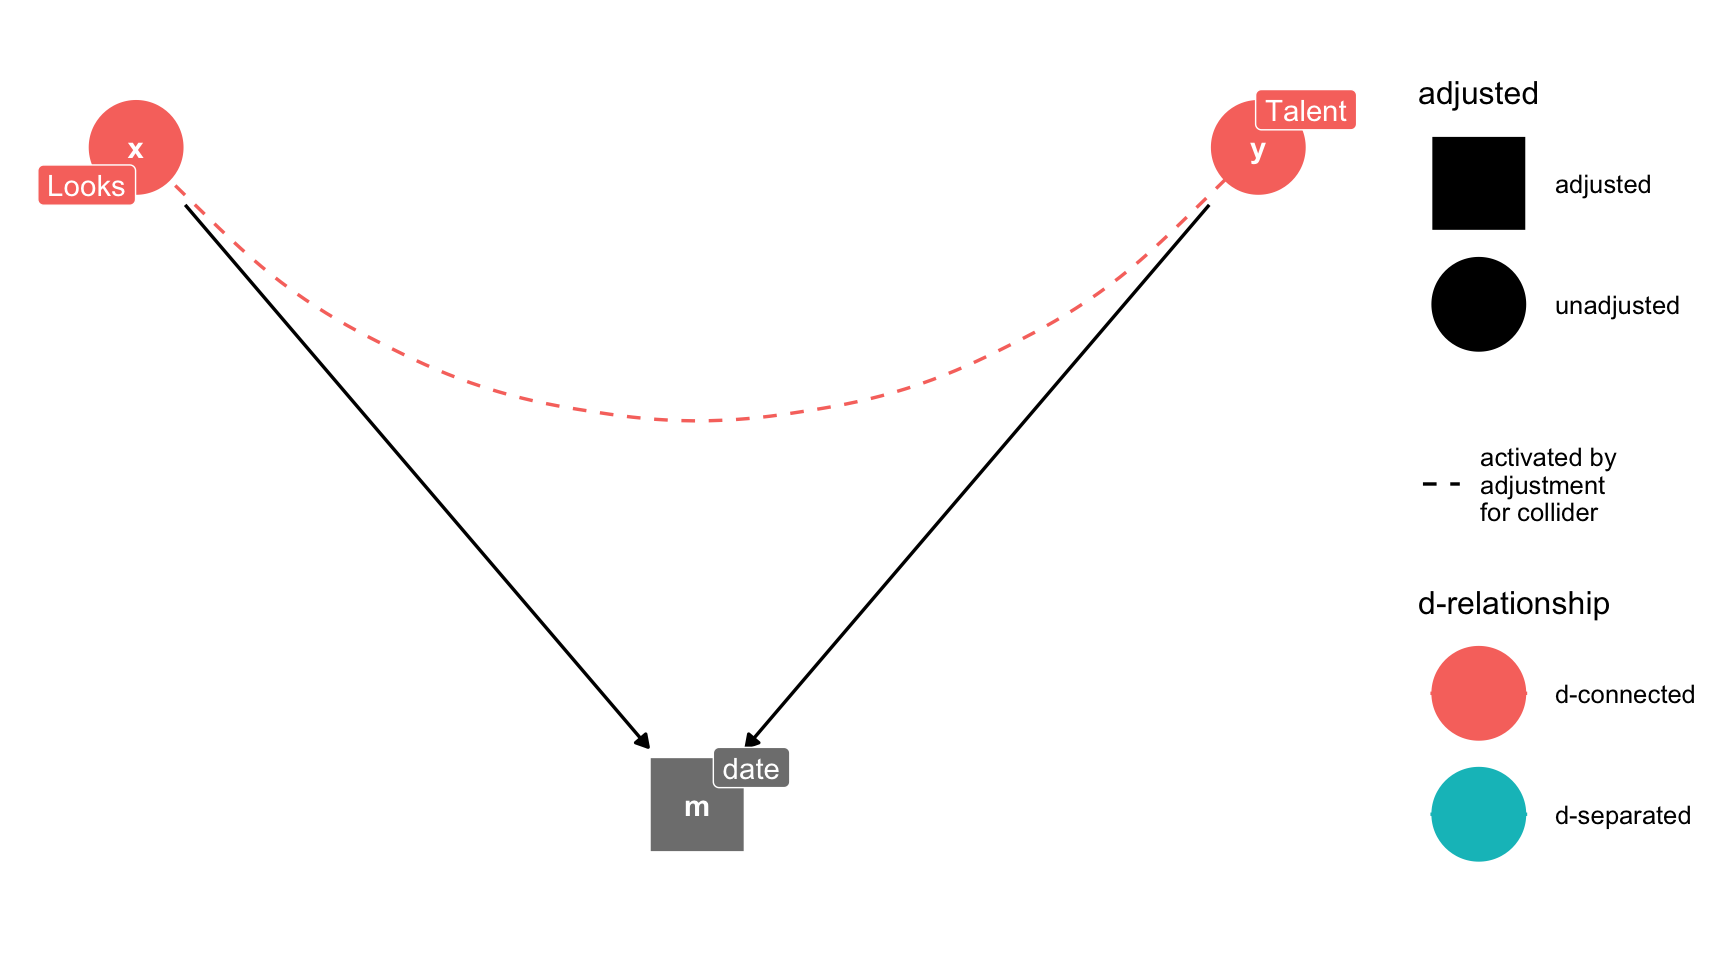 x
Looks
Talent
y
date
m
adjusted
adjusted
unadjusted
activated by
adjustment
for collider
d-relationship
d-connected
d-separated